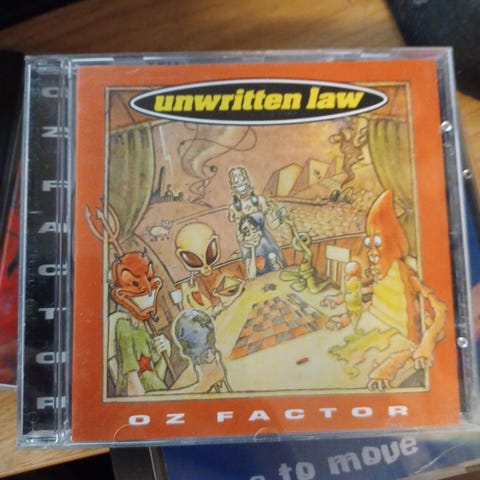 unwritten law
OZ FACTOR
OZ FACTOR
to move